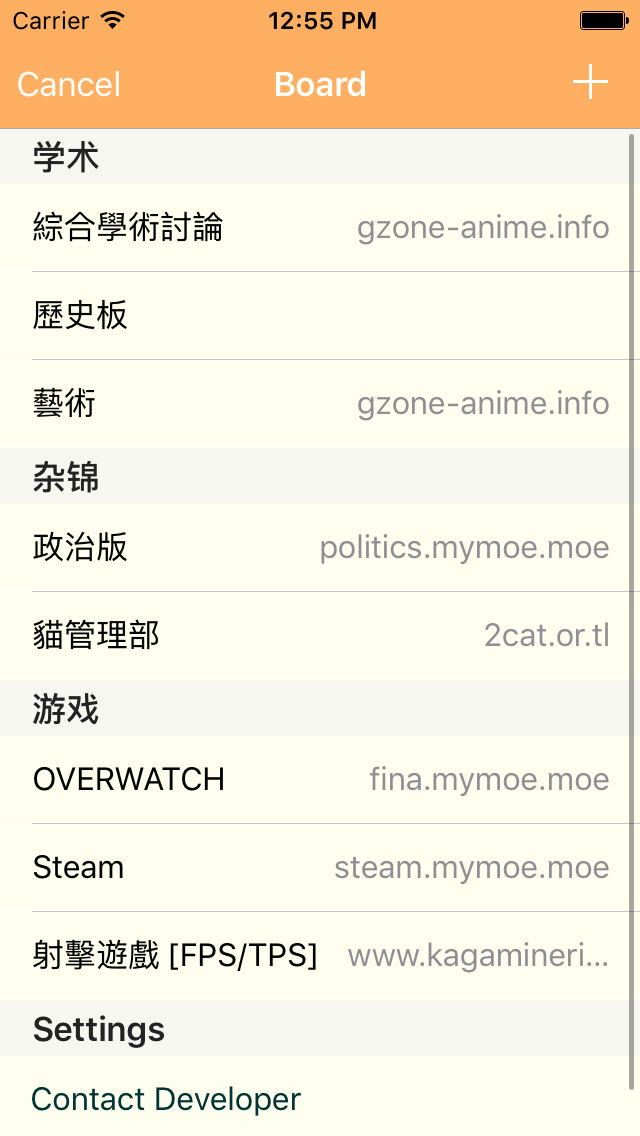 Carrier 12:55 PM
Cancel Board
学术
綜合學術討論 gzone-anime.info
歷史板
藝術 gzone-anime.info
杂锦
政治版 politics.mymoe.moe
貓管理部 2cat.or.tl
游戏
OVERWATCH fina.mymoe.moe
Steam steam.mymoe.moe
射擊遊戲 [FPS/TPS] www.kagamineri...
Settings
Contact Developer